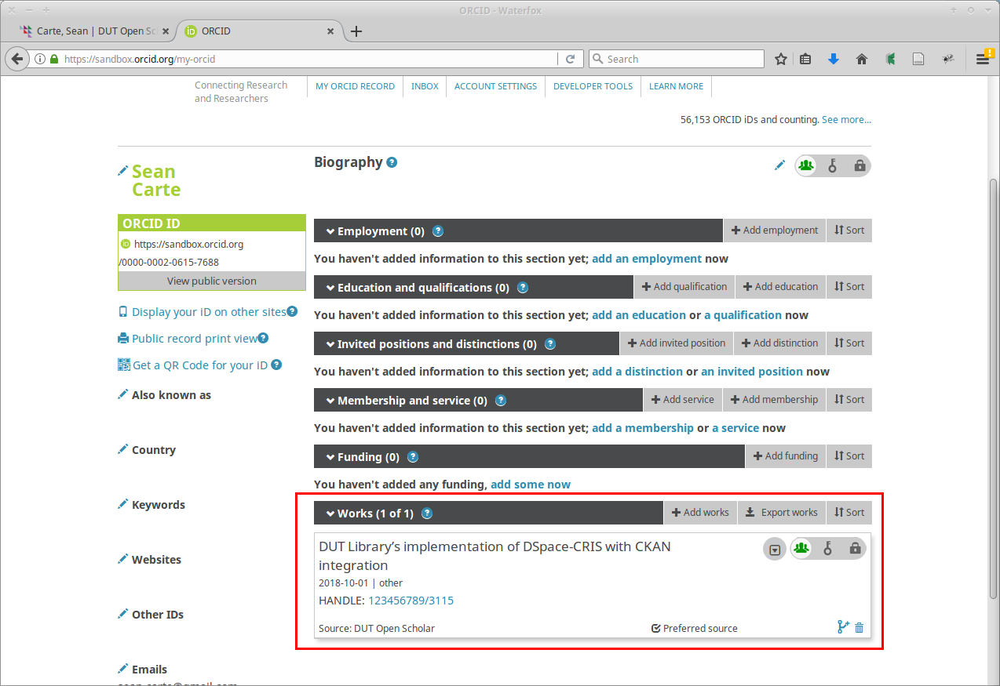 ORCID - Waterfox
Carte, Sean | DUT Open Sc
ORCID
https://sandbox.orcid.org/my-orcid
Search
Connecting Research
and Researchers
MY ORCID RECORD
INBOX
ACCOUNT SETTINGS
DEVELOPER TOOLS
LEARN MORE
56,153 ORCID iDs and counting. See more...
Sean
Carte
ORCID ID
iD https://sandbox.orcid.org
/0000-0002-0615-7688
View public version
Display your iD on other sites
Public record print view
Get a QR Code for your iD
Also known as
Country
Keywords
Websites
Other IDs
Emails
sean.carte@gmail.com
Biography
Employment (0)
Add employment
Sort
You haven't added information to this section yet; add an employment now
Education and qualifications (0)
Add qualification
Add education
Sort
You haven't added information to this section yet; add an education or a qualification now
Invited positions and distinctions (0)
Add invited position
Add distinction
Sort
You haven't added information to this section yet; add a distinction or an invited position now
Membership and service (0)
Add service
Add membership
Sort
You haven't added information to this section yet; add a membership or a service now
Funding (0)
Add funding
Sort
You haven't added any funding, add some now
Works (1 of 1)
Add works
Export works
Sort
DUT Library’s implementation of DSpace-CRIS with CKAN
integration
2018-10-01 | other
HANDLE: 123456789/3115
Source: DUT Open Scholar
Preferred source